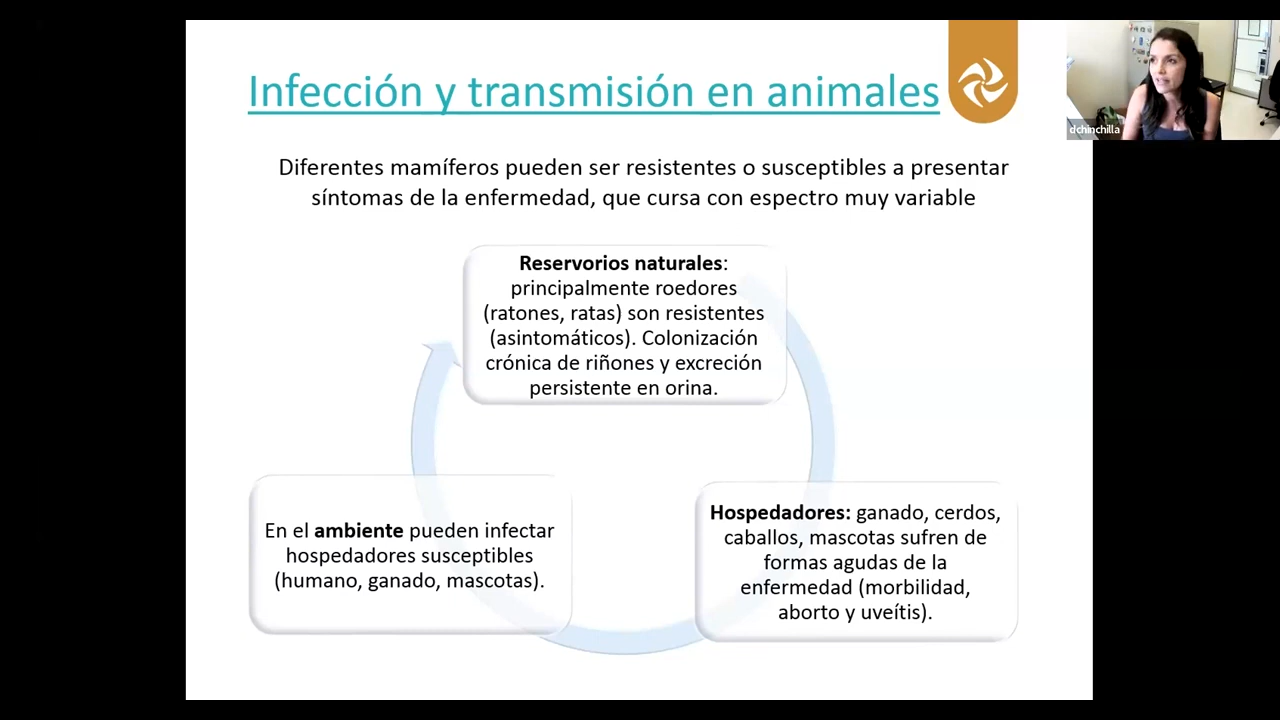 Infección y transmisión en animales
dchinchilla
Diferentes mamíferos pueden ser resistentes o susceptibles a presentar
síntomas de la enfermedad, que cursa con espectro muy variable
Reservorios naturales:
principalmente roedores
(ratones, ratas) son resistentes
(asintomáticos). Colonización
crónica de riñones y excreción
persistente en orina.
En el ambiente pueden infectar
hospedadores susceptibles
(humano, ganado, mascotas).
Hospedadores: ganado, cerdos,
caballos, mascotas sufren de
formas agudas de la
enfermedad (morbilidad,
aborto y uveítis).